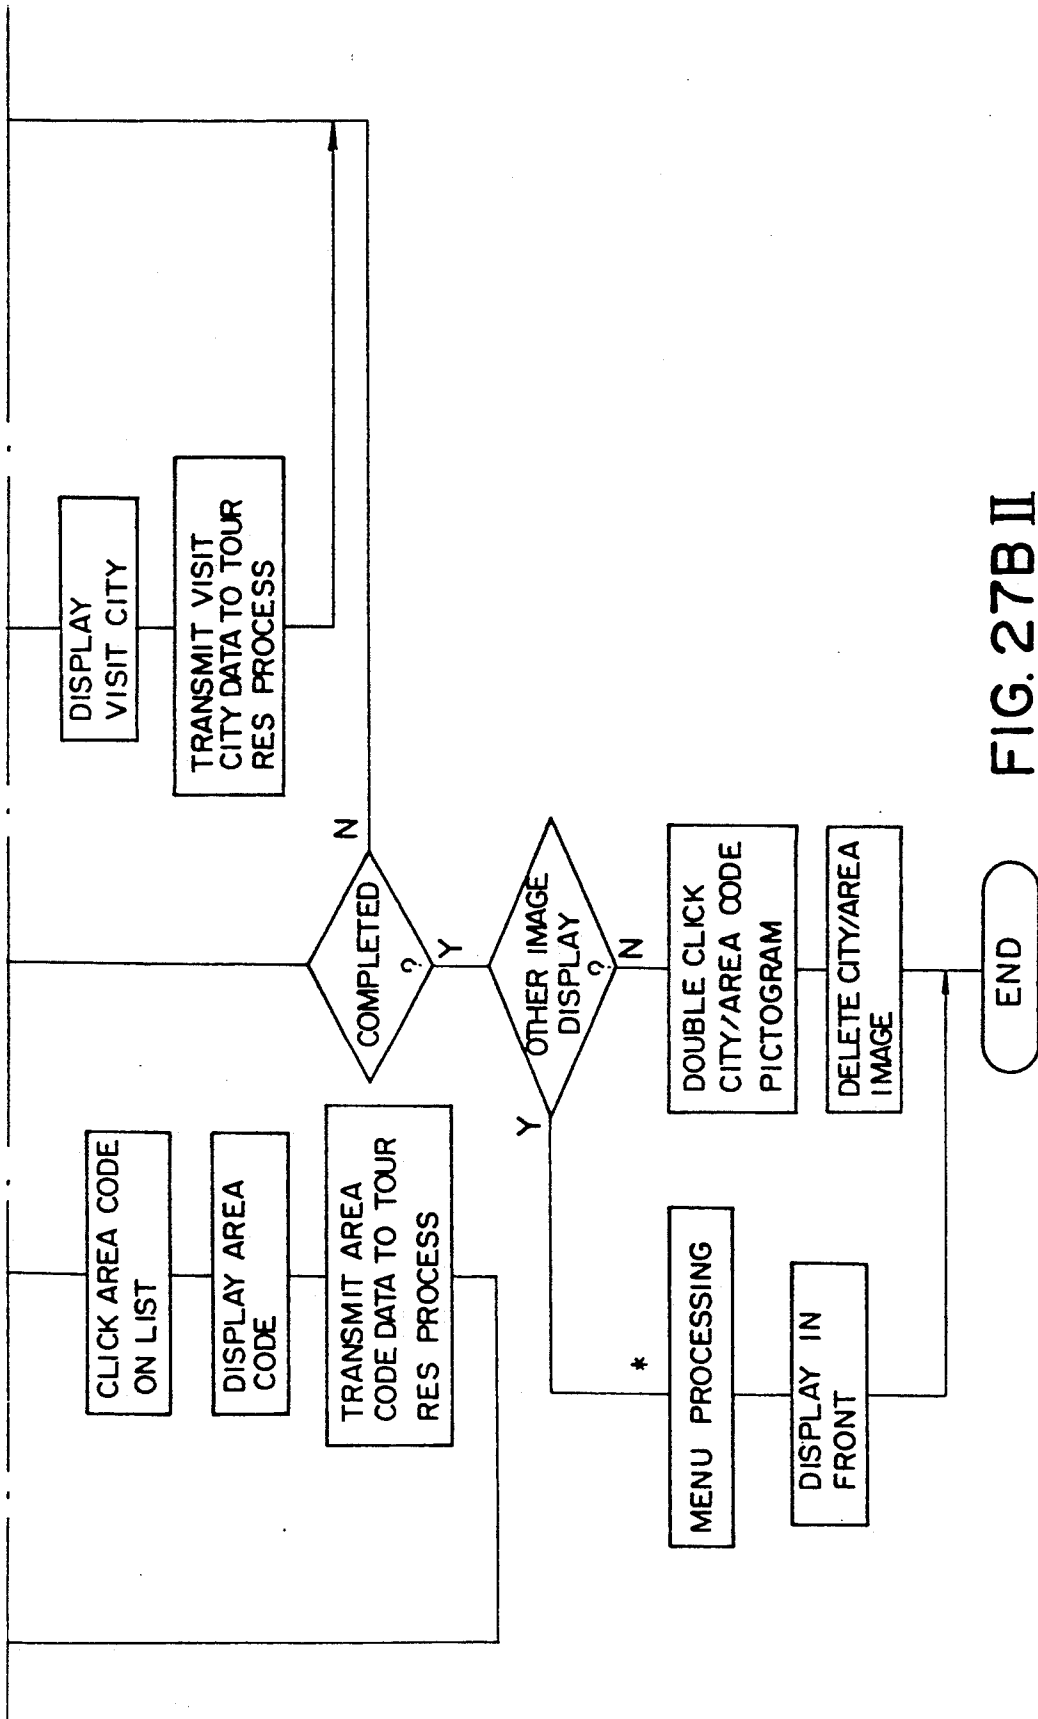 CLICK AREA CODE
ON LIST
DISPLAY AREA
CODE
TRANSMIT AREA
CODE DATA TO TOUR
RES PROCESS
DISPLAY
VISIT CITY
TRANSMIT VISIT
CITY DATA TO TOUR
RES PROCESS
COMPLETED
?
N
Y
OTHER IMAGE
DISPLAY
?
Y
N
*
MENU PROCESSING
DISPLAY IN
FRONT
DOUBLE CLICK
CITY/AREA CODE
PICTOGRAM
DELETE CITY/AREA
IMAGE
END
FIG. 27B II